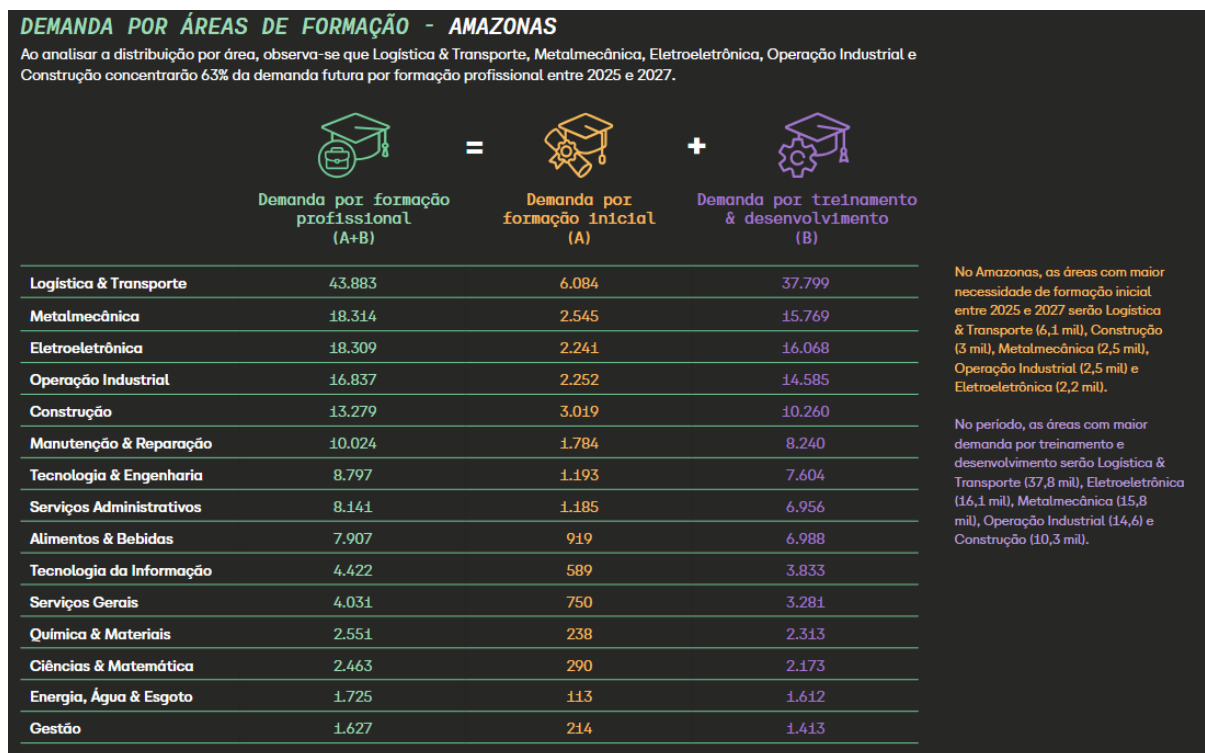 DEMANDA POR ÁREAS DE FORMAÇÃO - AMAZONAS
Ao analisar a distribuição por área, observa-se que Logística & Transporte, Metalmecânica, Eletroeletrônica, Operação Industrial e
Construção concentrarão 63% da demanda futura por formação profissional entre 2025 e 2027.
= +
Demanda por formação profissional (A+B)
Demanda por formação inicial (A)
Demanda por treinamento & desenvolvimento (B)
Logística & Transporte 43.883 6.084 37.799
Metalmecânica 18.314 2.545 15.769
Eletroeletrônica 18.309 2.241 16.068
Operação Industrial 16.837 2.252 14.585
Construção 13.279 3.019 10.260
Manutenção & Reparação 10.024 1.784 8.240
Tecnologia & Engenharia 8.797 1.193 7.604
Serviços Administrativos 8.141 1.185 6.956
Alimentos & Bebidas 7.907 919 6.988
Tecnologia da Informação 4.422 589 3.833
Serviços Gerais 4.031 750 3.281
Química & Materiais 2.551 238 2.313
Ciências & Matemática 2.463 290 2.173
Energia, Água & Esgoto 1.725 113 1.612
Gestão 1.627 214 1.413
No Amazonas, as áreas com maior
necessidade de formação inicial
entre 2025 e 2027 serão Logística
& Transporte (6,1 mil), Construção
(3 mil), Metalmecânica (2,5 mil),
Operação Industrial (2,5 mil) e
Eletroeletrônica (2,2 mil).
No período, as áreas com maior
demanda por treinamento e
desenvolvimento serão Logística &
Transporte (37,8 mil), Eletroeletrônica
(16,1 mil), Metalmecânica (15,8
mil), Operação Industrial (14,6) e
Construção (10,3 mil).